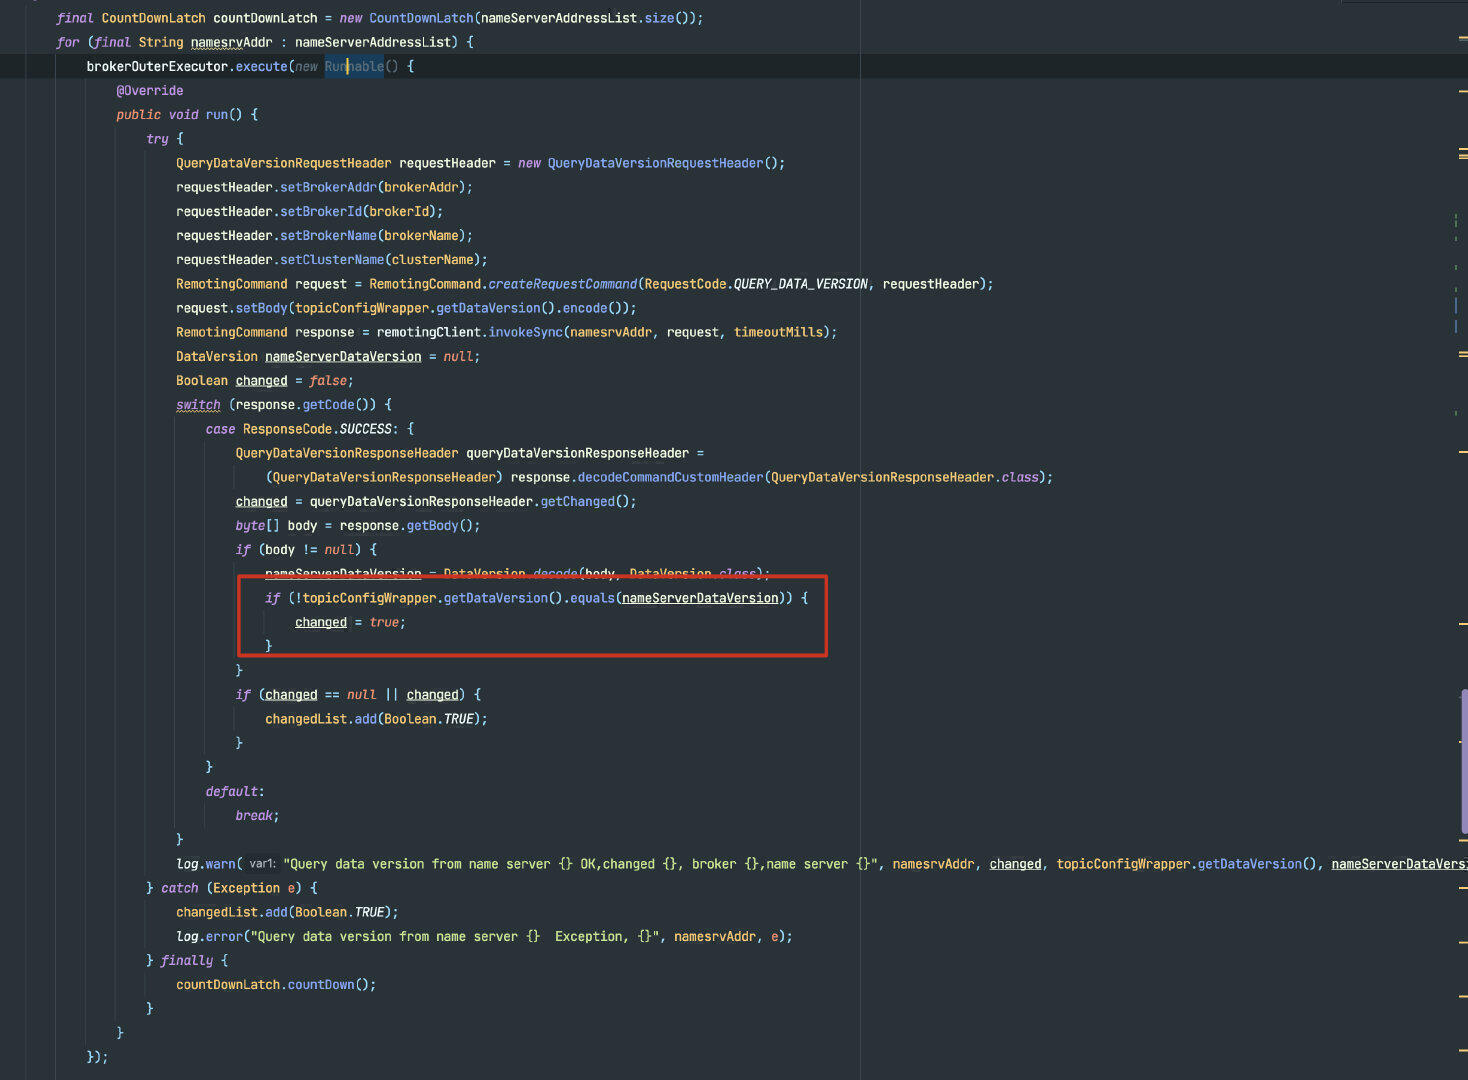 final CountDownLatch countDownLatch = new CountDownLatch(nameServerAddressList.size());
for (final String namesrvAddr : nameServerAddressList) {
brokerOuterExecutor.execute(new Runnable() {
@Override
public void run() {
try {
QueryDataVersionRequestHeader requestHeader = new QueryDataVersionRequestHeader();
requestHeader.setBrokerAddr(brokerAddr);
requestHeader.setBrokerId(brokerId);
requestHeader.setBrokerName(brokerName);
requestHeader.setClusterName(clusterName);
RemotingCommand request = RemotingCommand.createRequestCommand(RequestCode.QUERY_DATA_VERSION, requestHeader);
request.setBody(topicConfigWrapper.getDataVersion().encode());
RemotingCommand response = remotingClient.invokeSync(namesrvAddr, request, timeoutMills);
DataVersion nameServerDataVersion = null;
Boolean changed = false;
switch (response.getCode()) {
case ResponseCode.SUCCESS: {
QueryDataVersionResponseHeader queryDataVersionResponseHeader =
(QueryDataVersionResponseHeader) response.decodeCommandCustomHeader(QueryDataVersionResponseHeader.class);
changed = queryDataVersionResponseHeader.getChanged();
byte[] body = response.getBody();
if (body != null) {
nameServerDataVersion = DataVersion.decode(body, DataVersion.class);
if (!topicConfigWrapper.getDataVersion().equals(nameServerDataVersion)) {
changed = true;
}
}
if (changed == null || changed) {
changedList.add(Boolean.TRUE);
}
}
default:
break;
}
log.warn( var1: "Query data version from name server {} OK,changed {}, broker {},name server {}", namesrvAddr, changed, topicConfigWrapper.getDataVersion(), nameServerDataVersi
} catch (Exception e) {
changedList.add(Boolean.TRUE);
log.error("Query data version from name server {}  Exception, {}", namesrvAddr, e);
} finally {
countDownLatch.countDown();
}
}
});